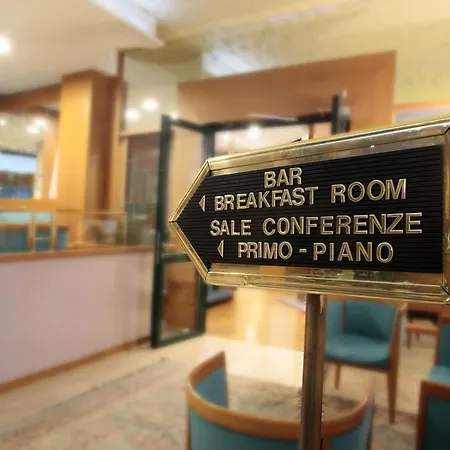 BAR
◄ BREAKFAST ROOM
SALE CONFERENZE
◄ PRIMO - PIANO